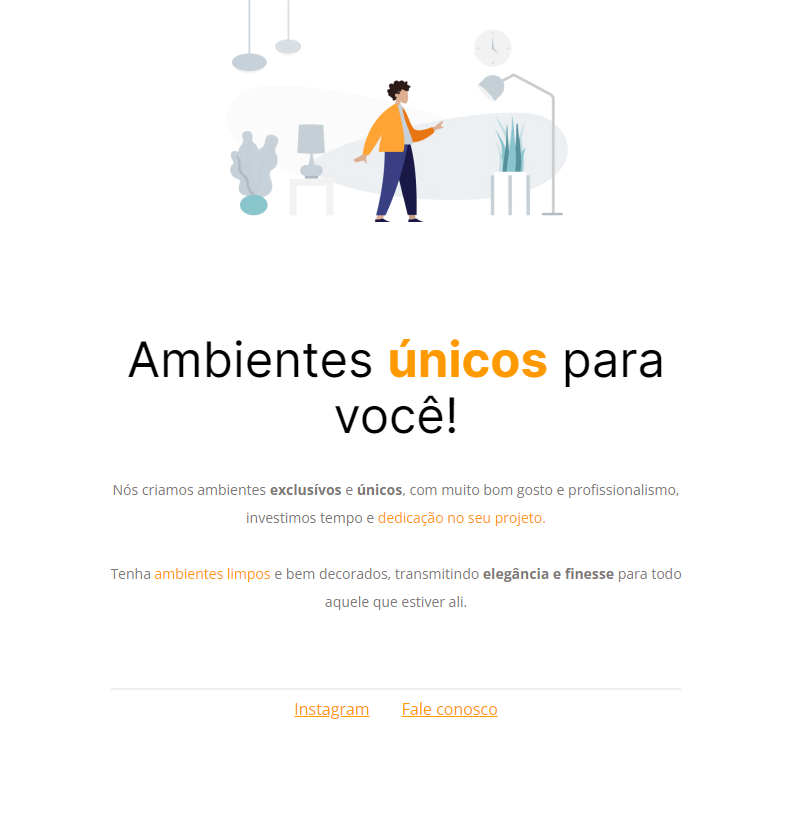 Ambientes únicos para
você!
Nós criamos ambientes exclusívos e únicos, com muito bom gosto e profissionalismo,
investimos tempo e dedicação no seu projeto.
Tenha ambientes limpos e bem decorados, transmitindo elegância e finesse para todo
aquele que estiver ali.
Instagram Fale conosco